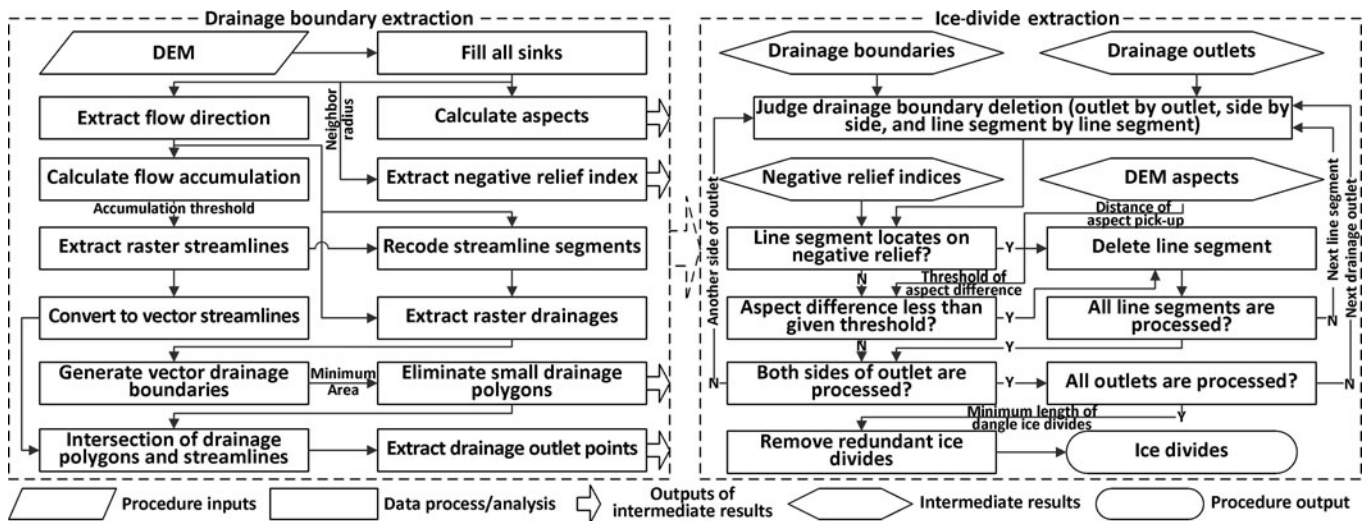 Drainage boundary extraction
DEM
Fill all sinks
Extract flow direction
Neighbor
radius
Calculate aspects
Calculate flow accumulation
Extract negative relief index
Accumulation threshold
Extract raster streamlines
Recode streamline segments
Convert to vector streamlines
Extract raster drainages
Generate vector drainage
boundaries
Minimum
Area
Eliminate small drainage
polygons
Intersection of drainage
polygons and streamlines
Extract drainage outlet points
Ice-divide extraction
Drainage boundaries
Drainage outlets
Judge drainage boundary deletion (outlet by outlet, side by
side, and line segment by line segment)
Negative relief indices
DEM aspects
Distance of
aspect pick-up
Another side of outlet
Next line segment
Next drainage outlet
Line segment locates on
negative relief?
Y
Delete line segment
N
Threshold of
aspect difference
Aspect difference less than
given threshold?
Y
All line segments are
processed?
N
N
Y
N
Both sides of outlet are
processed?
Y
All outlets are processed?
N
Minimum length of
dangle ice divides
Y
Remove redundant ice
divides
Ice divides
Procedure inputs
Data process/analysis
Outputs of
intermediate results
Intermediate results
Procedure output